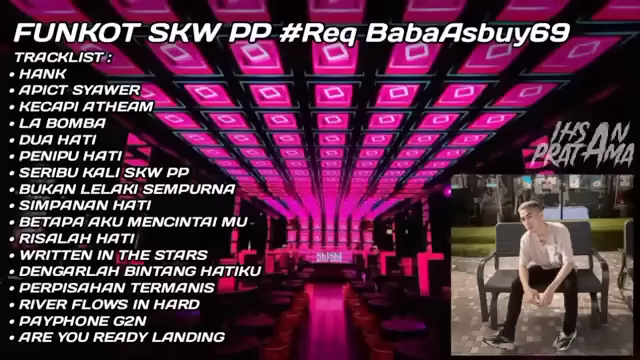 FUNKOT SKW PP #Req BabaAsbuy69
TRACKLIST :
• HANK
• APICT SYAWER
• KECAPI ATHEAM
• LA BOMBA
• DUA HATI
• PENIPU HATI
• SERIBU KALI SKW PP
• BUKAN LELAKI SEMPURNA
• SIMPANAN HATI
• BETAPA AKU MENCINTAI MU
• RISALAH HATI
• WRITTEN IN THE STARS
• DENGARLAH BINTANG HATIKU
• PERPISAHAN TERMANIS
• RIVER FLOWS IN HARD
• PAYPHONE G2N
• ARE YOU READY LANDING
IHSAN
PRATAMA